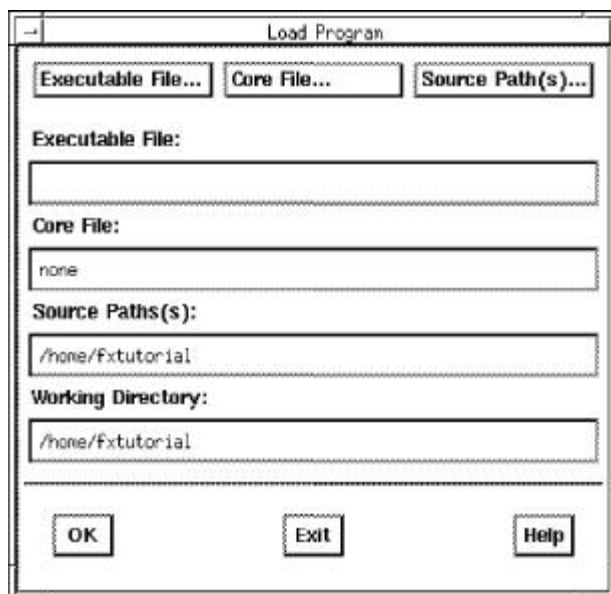 Load Program
Executable File... Core File... Source Path(s)...
Executable File:
Core File:
none
Source Paths(s):
/home/fxtutorial
Working Directory:
/home/fxtutorial
OK Exit Help